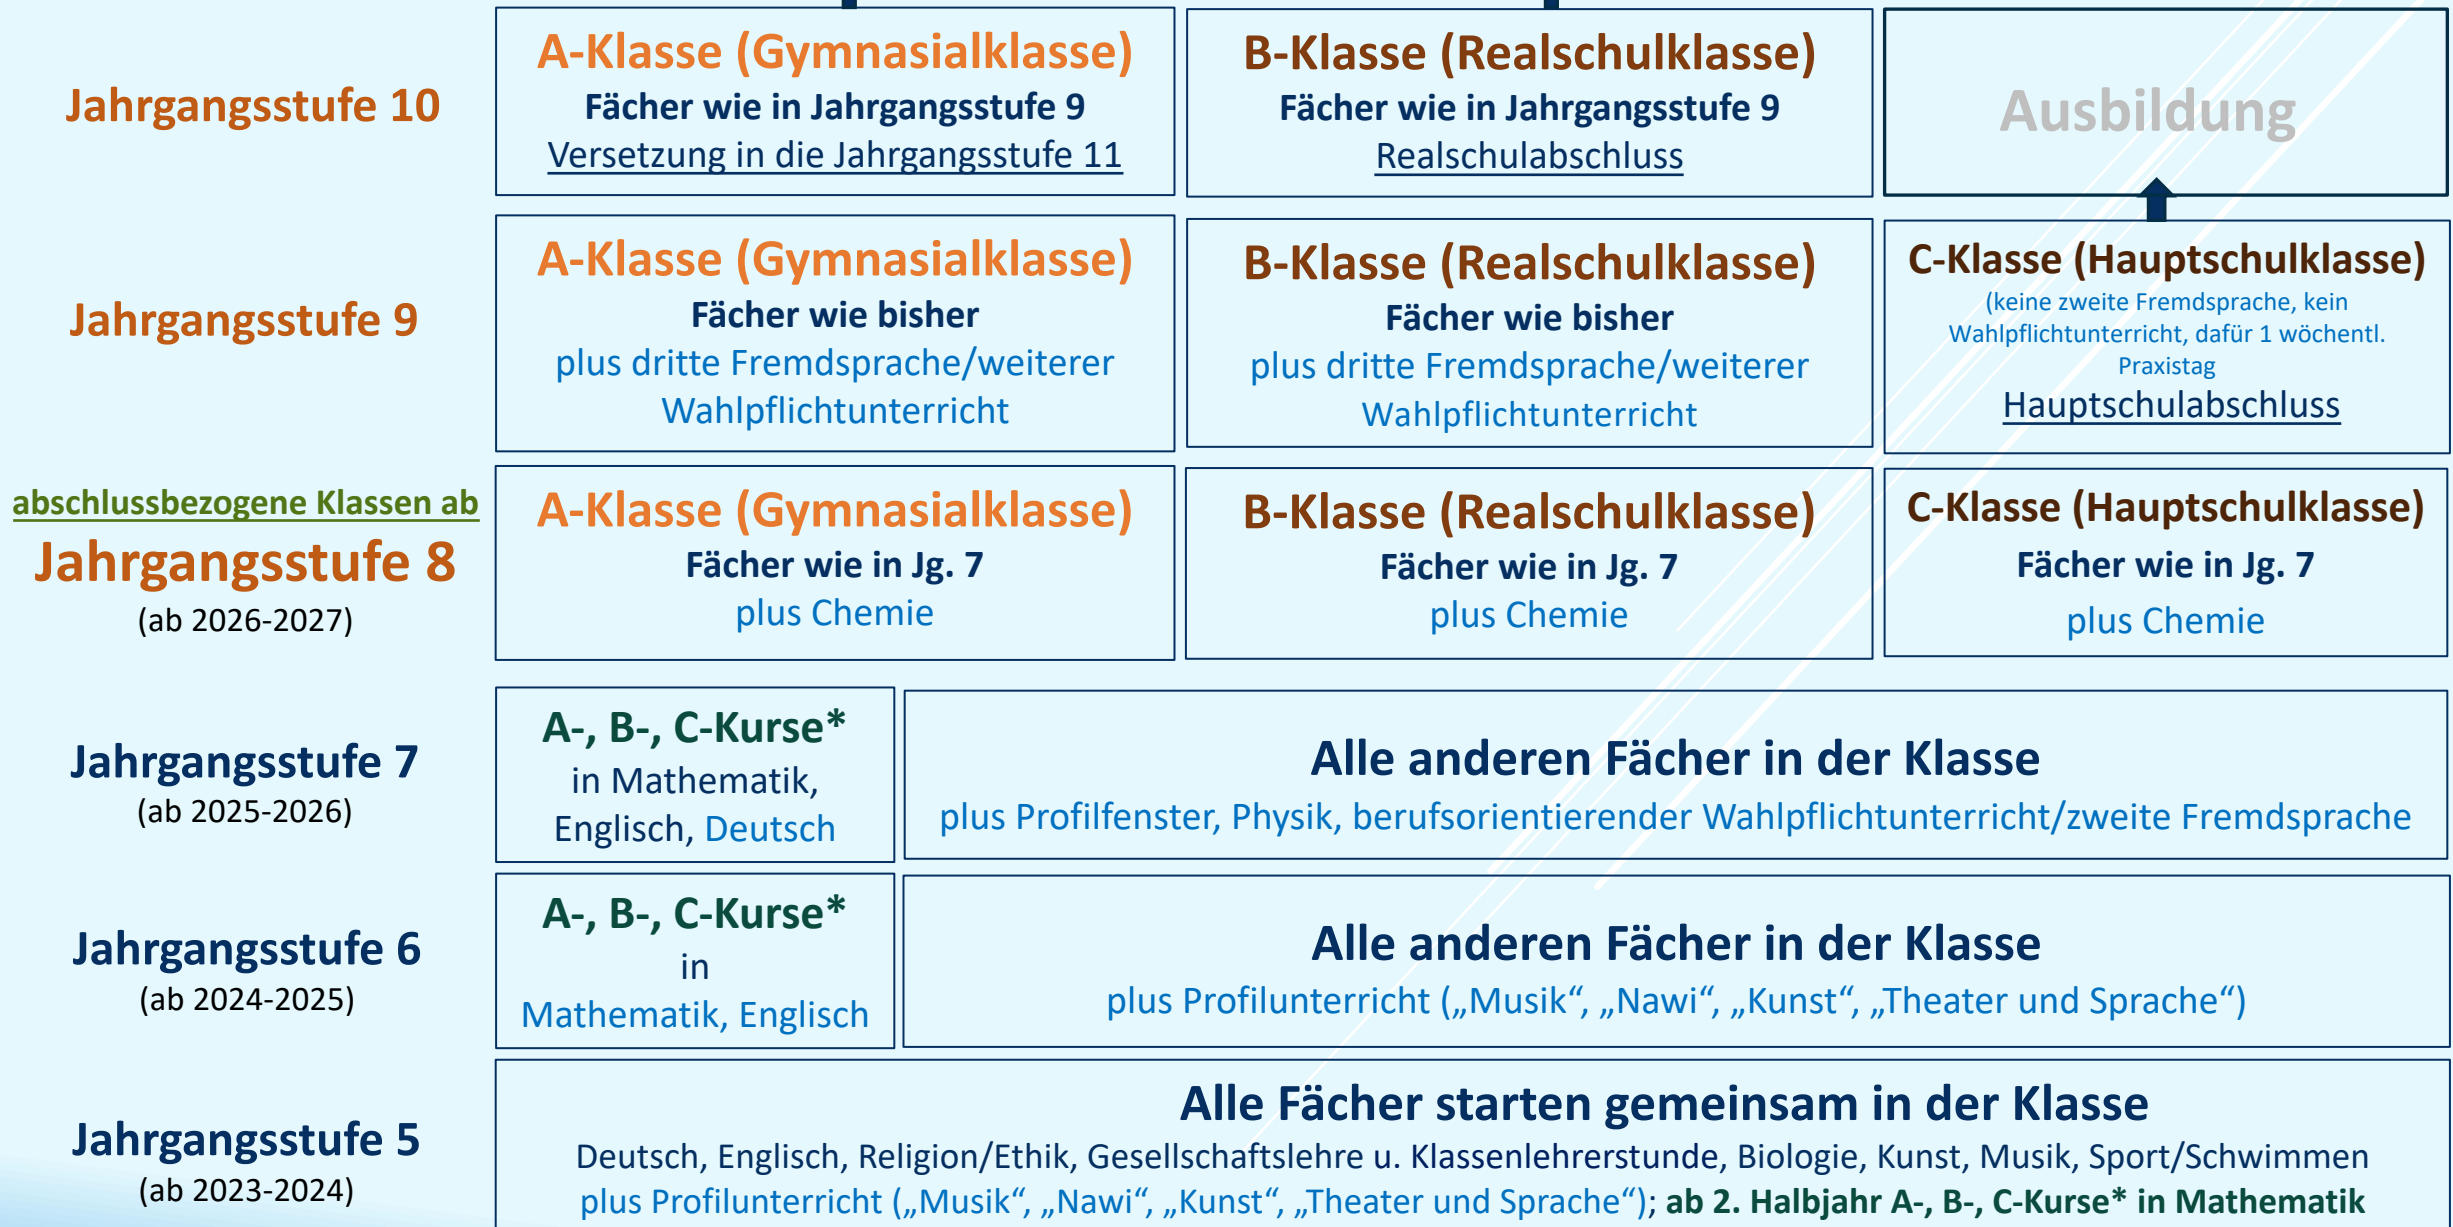 Jahrgangsstufe 10
A-Klasse (Gymnasialklasse)
Fächer wie in Jahrgangsstufe 9
Versetzung in die Jahrgangsstufe 11
B-Klasse (Realschulklasse)
Fächer wie in Jahrgangsstufe 9
Realschulabschluss
Ausbildung
Jahrgangsstufe 9
A-Klasse (Gymnasialklasse)
Fächer wie bisher
plus dritte Fremdsprache/weiterer
Wahlpflichtunterricht
B-Klasse (Realschulklasse)
Fächer wie bisher
plus dritte Fremdsprache/weiterer
Wahlpflichtunterricht
C-Klasse (Hauptschulklasse)
(keine zweite Fremdsprache, kein
Wahlpflichtunterricht, dafür 1 wöchentl.
Praxistag
Hauptschulabschluss
abschlussbezogene Klassen ab
Jahrgangsstufe 8
(ab 2026-2027)
A-Klasse (Gymnasialklasse)
Fächer wie in Jg. 7
plus Chemie
B-Klasse (Realschulklasse)
Fächer wie in Jg. 7
plus Chemie
C-Klasse (Hauptschulklasse)
Fächer wie in Jg. 7
plus Chemie
Jahrgangsstufe 7
(ab 2025-2026)
A-, B-, C-Kurse*
in Mathematik,
Englisch, Deutsch
Alle anderen Fächer in der Klasse
plus Profilfenster, Physik, berufsorientierender Wahlpflichtunterricht/zweite Fremdsprache
Jahrgangsstufe 6
(ab 2024-2025)
A-, B-, C-Kurse*
in
Mathematik, Englisch
Alle anderen Fächer in der Klasse
plus Profilunterricht („Musik“, „Nawi“, „Kunst“, „Theater und Sprache“)
Jahrgangsstufe 5
(ab 2023-2024)
Alle Fächer starten gemeinsam in der Klasse
Deutsch, Englisch, Religion/Ethik, Gesellschaftslehre u. Klassenlehrerstunde, Biologie, Kunst, Musik, Sport/Schwimmen
plus Profilunterricht („Musik“, „Nawi“, „Kunst“, „Theater und Sprache“); ab 2. Halbjahr A-, B-, C-Kurse* in Mathematik